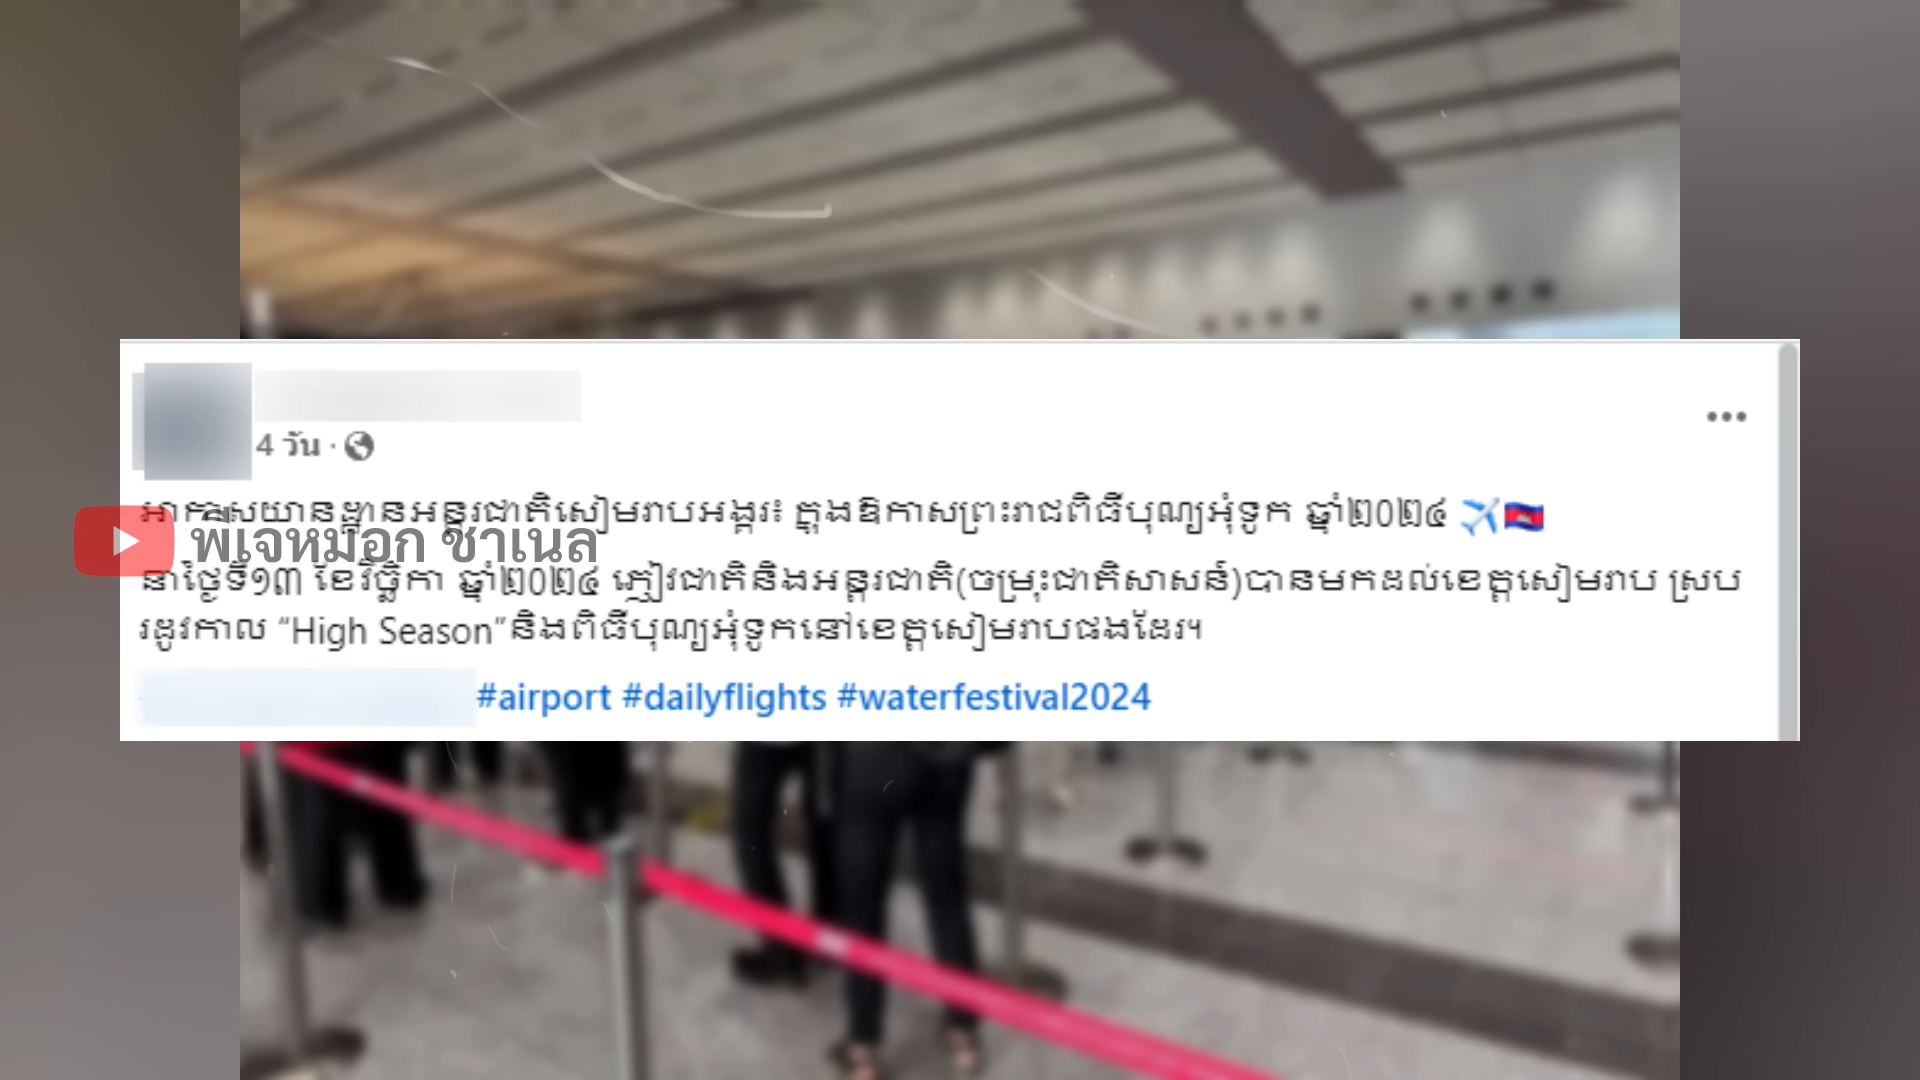 4 วัน ·
អាកាសយានដ្ឋានអន្តរជាតិសៀមរាបអង្គរ៖ ក្នុងឱកាសព្រះរាជពិធីបុណ្យអុំទូក ឆ្នាំ២០២៤ ✈️🇰🇭
พี่เจหม๋อก ชาแนล
នាថ្ងៃទី១៣ ខែវិច្ឆិកា ឆ្នាំ២០២៤ ភ្ញៀវជាតិនិងអន្តរជាតិ(ចម្រុះជាតិសាសន៍)បានមកដល់ខេត្តសៀមរាប ស្រប
រដូវកាល “High Season”និងពិធីបុណ្យអុំទូកនៅខេត្តសៀមរាបផងដែរ។
#airport #dailyflights #waterfestival2024